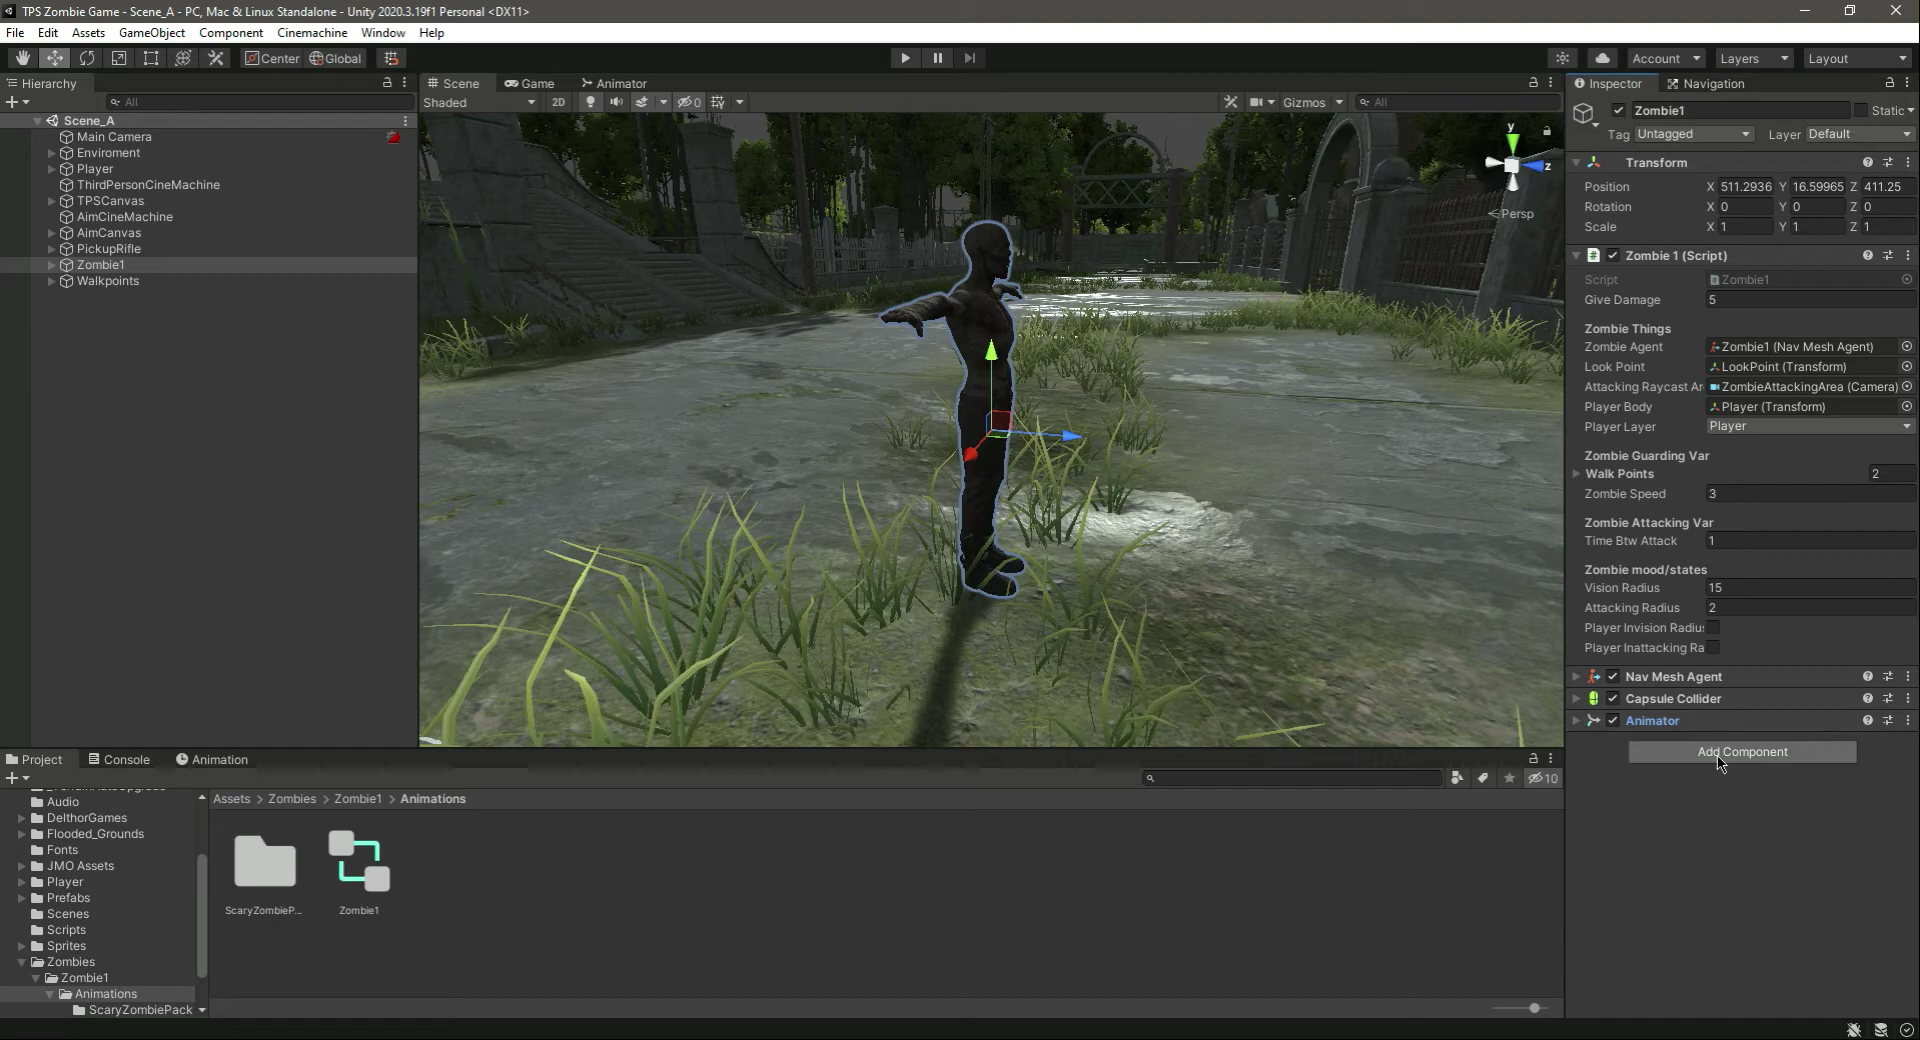 TPS Zombie Game - Scene_A - PC, Mac & Linux Standalone - Unity 2020.3.19f1 Personal <DX11>
File Edit Assets GameObject Component Cinemachine Window Help
Center Global Account Layers Layout
Hierarchy
All
Scene_A
Main Camera
Enviroment
Player
ThirdPersonCineMachine
TPSCanvas
AimCineMachine
AimCanvas
PickupRifle
Zombie1
Walkpoints
Scene Game Animator
Shaded 2D 0 Gizmos All
y
z
Persp
Inspector Navigation
Zombie1 Static
Tag Untagged Layer Default
Transform
Position X 511.2936 Y 16.59965 Z 411.25
Rotation X 0 Y 0 Z 0
Scale X 1 Y 1 Z 1
Zombie 1 (Script)
Script Zombie1
Give Damage 5
Zombie Things
Zombie Agent Zombie1 (Nav Mesh Agent)
Look Point LookPoint (Transform)
Attacking Raycast Ar ZombieAttackingArea (Camera)
Player Body Player (Transform)
Player Layer Player
Zombie Guarding Var
Walk Points 2
Zombie Speed 3
Zombie Attacking Var
Time Btw Attack 1
Zombie mood/states
Vision Radius 15
Attacking Radius 2
Player Invision Radiu
Player Inattacking Ra
Nav Mesh Agent
Capsule Collider
Animator
Add Component
Project Console Animation
10
Audio
DelthorGames
Flooded_Grounds
Fonts
JMO Assets
Player
Prefabs
Scenes
Scripts
Sprites
Zombies
Zombie1
Animations
ScaryZombiePack
Assets > Zombies > Zombie1 > Animations
ScaryZombieP...
Zombie1